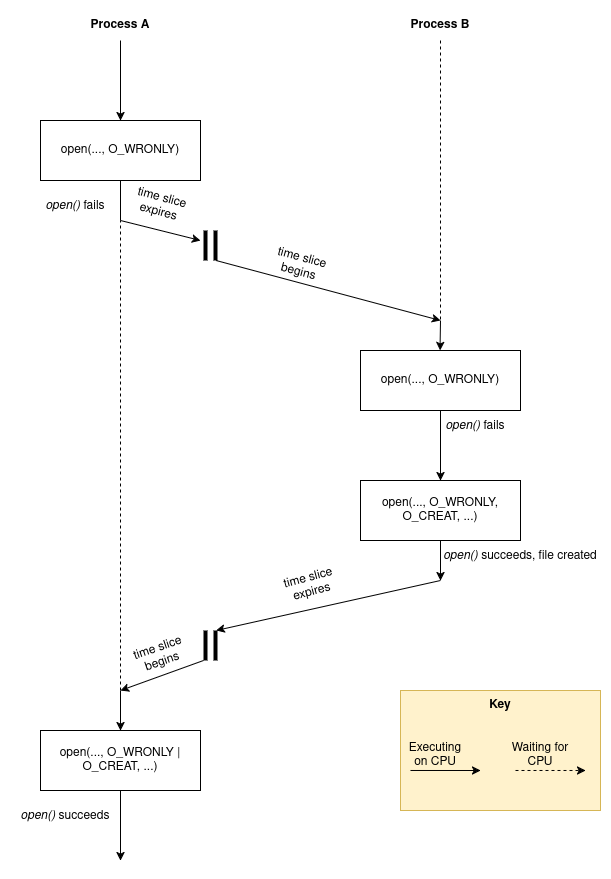 Process A
Process B
open(..., O_WRONLY)
open() fails
time slice
expires
time slice
begins
open(..., O_WRONLY)
open() fails
open(..., O_WRONLY,
O_CREAT, ...)
open() succeeds, file created
time slice
expires
time slice
begins
open(..., O_WRONLY |
O_CREAT, ...)
open() succeeds
Key
Executing
on CPU
Waiting for
CPU